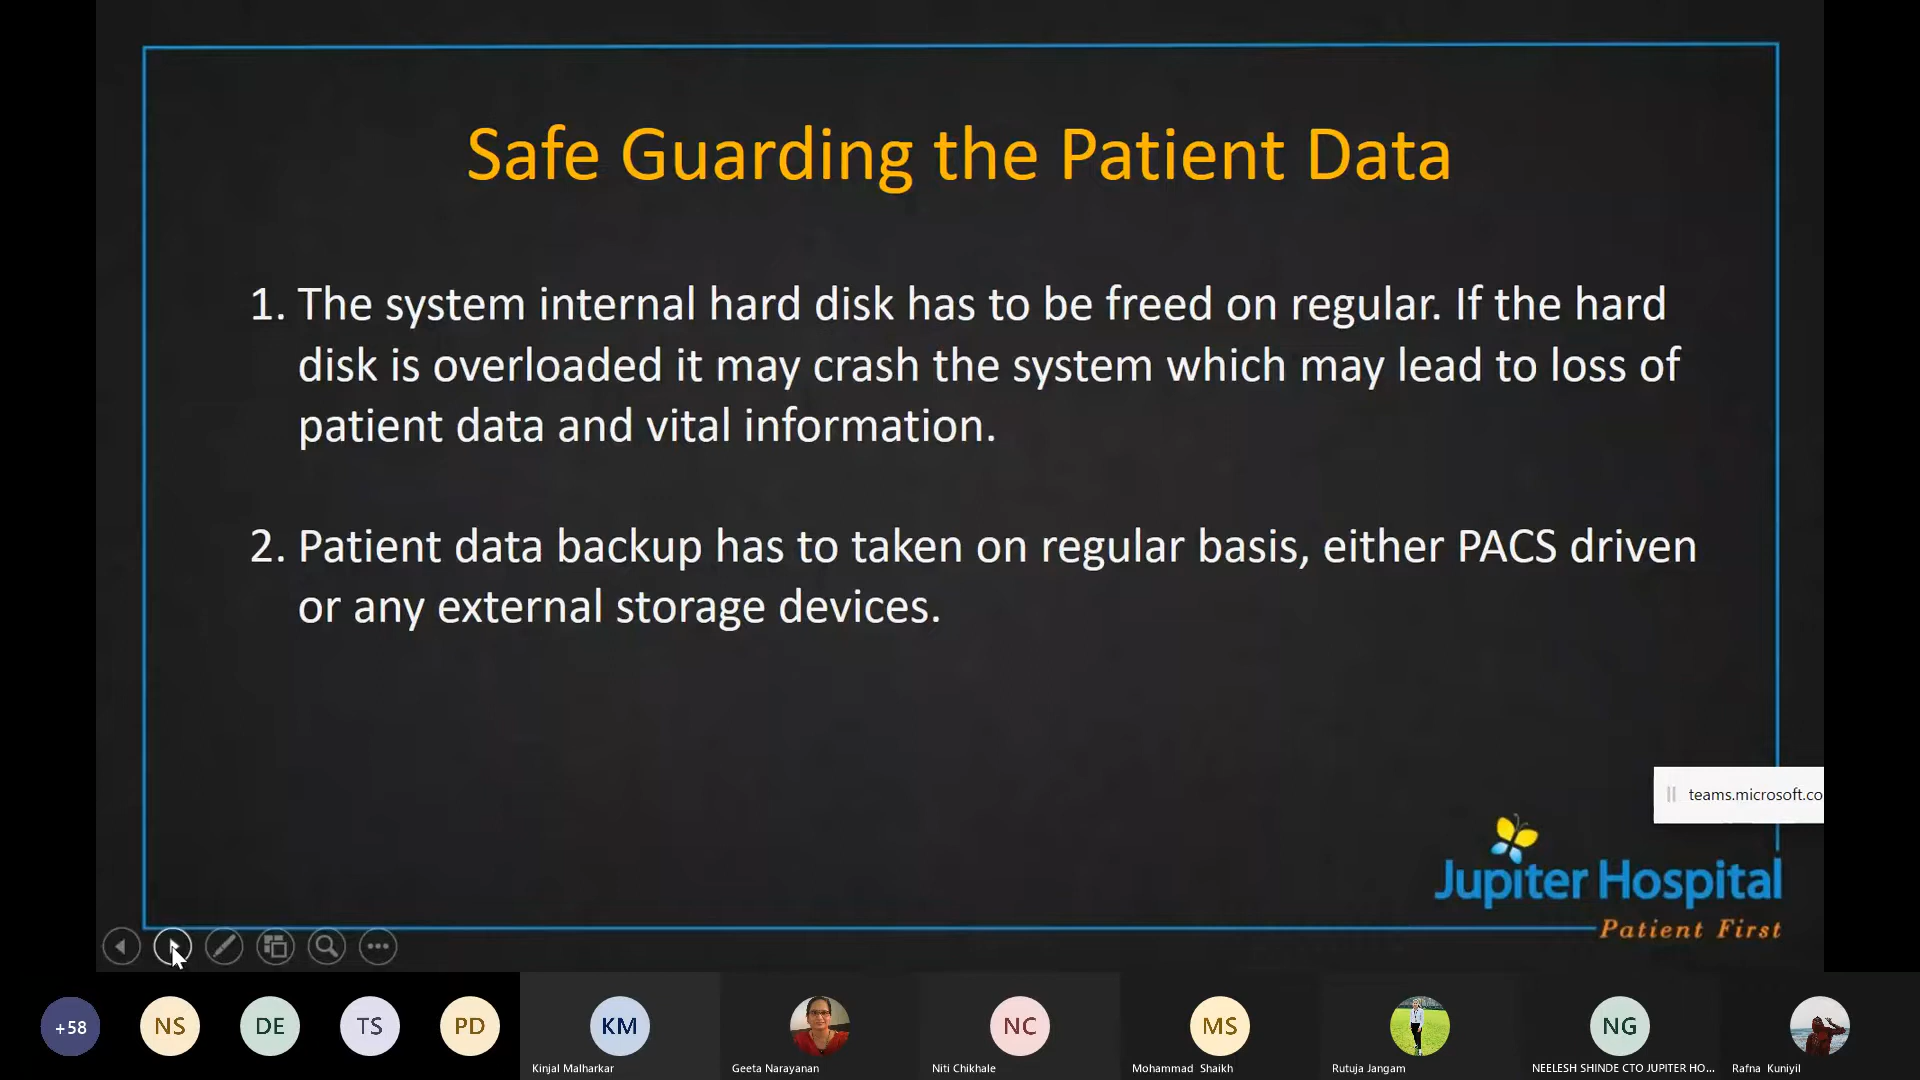 Safe Guarding the Patient Data
1. The system internal hard disk has to be freed on regular. If the hard
disk is overloaded it may crash the system which may lead to loss of
patient data and vital information.
2. Patient data backup has to taken on regular basis, either PACS driven
or any external storage devices.
teams.microsoft.co
Jupiter Hospital
Patient First
+58
NS
DE
TS
PD
KM
NC
MS
NG
Kinjal Malharkar
Geeta Narayanan
Niti Chikhale
Mohammad Shaikh
Rutuja Jangam
NEELESH SHINDE CTO JUPITER HO...
Rafna Kuniyil